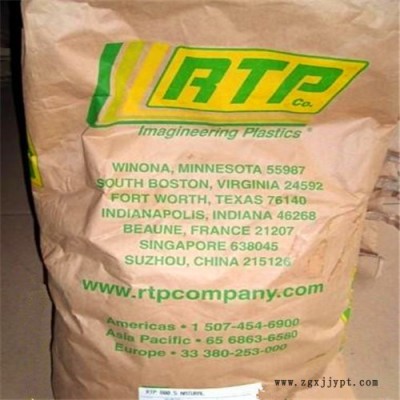 RTP
Co.
Imagineering Plastics®
WINONA, MINNESOTA 55987
SOUTH BOSTON, VIRGINIA 24592
FORT WORTH, TEXAS 76140
INDIANAPOLIS, INDIANA 46268
BEAUNE, FRANCE 21207
SINGAPORE 638045
SUZHOU, CHINA 215126
www.rtpcompany.com
Americas • 1 507-454-6900
Asia Pacific • 65 6863-6580
Europe • 33 380-253-000
RTP
NATURAL
www.zgxjjypt.com